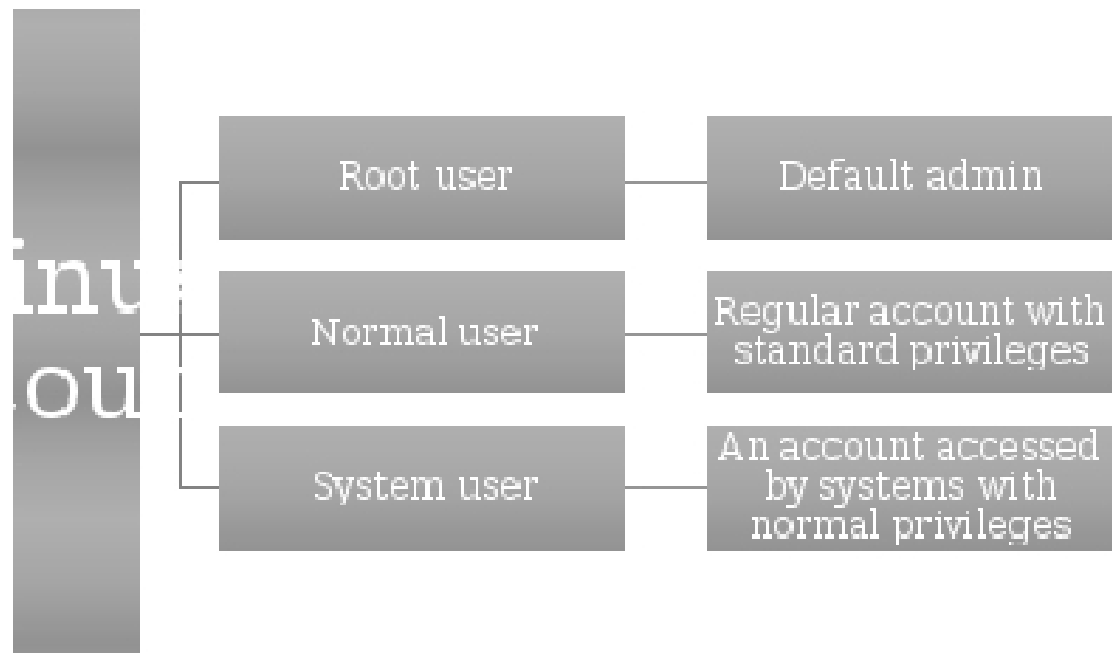 Root user
Default admin
Normal user
Regular account with
standard privileges
System user
An account accessed
by systems with
normal privileges